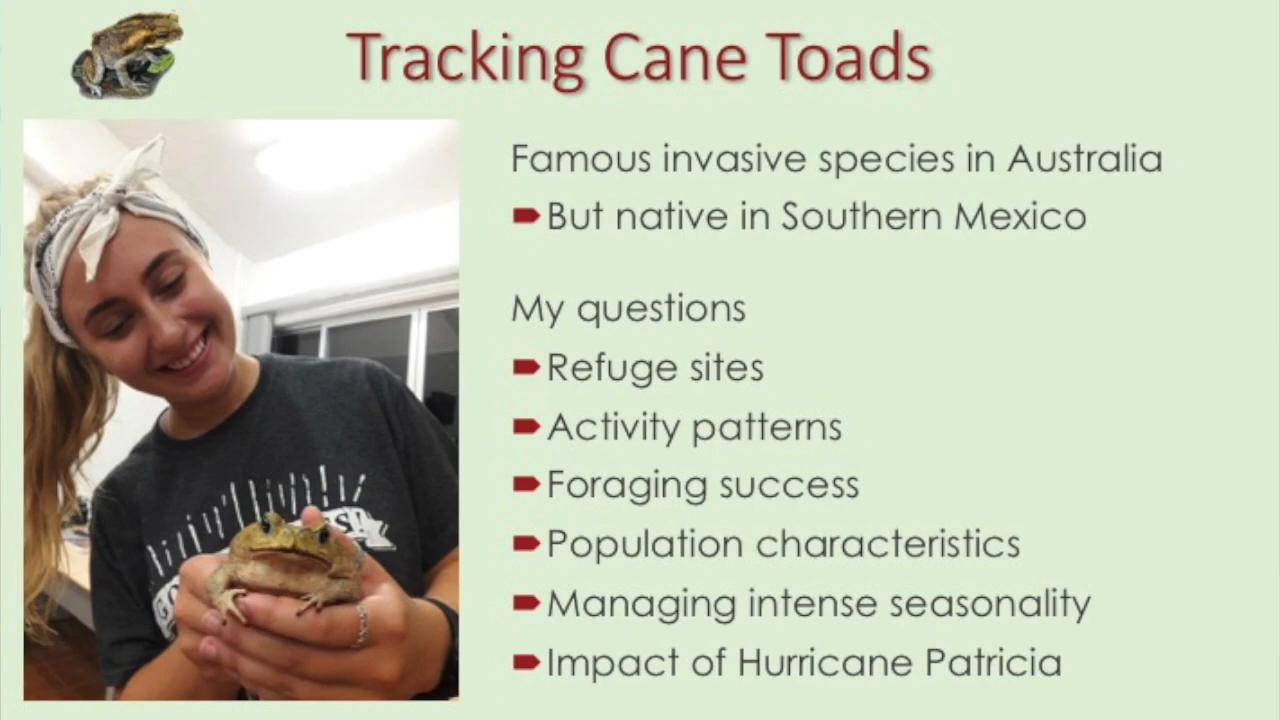 Tracking Cane Toads
Famous invasive species in Australia
But native in Southern Mexico
My questions
Refuge sites
Activity patterns
Foraging success
Population characteristics
Managing intense seasonality
Impact of Hurricane Patricia